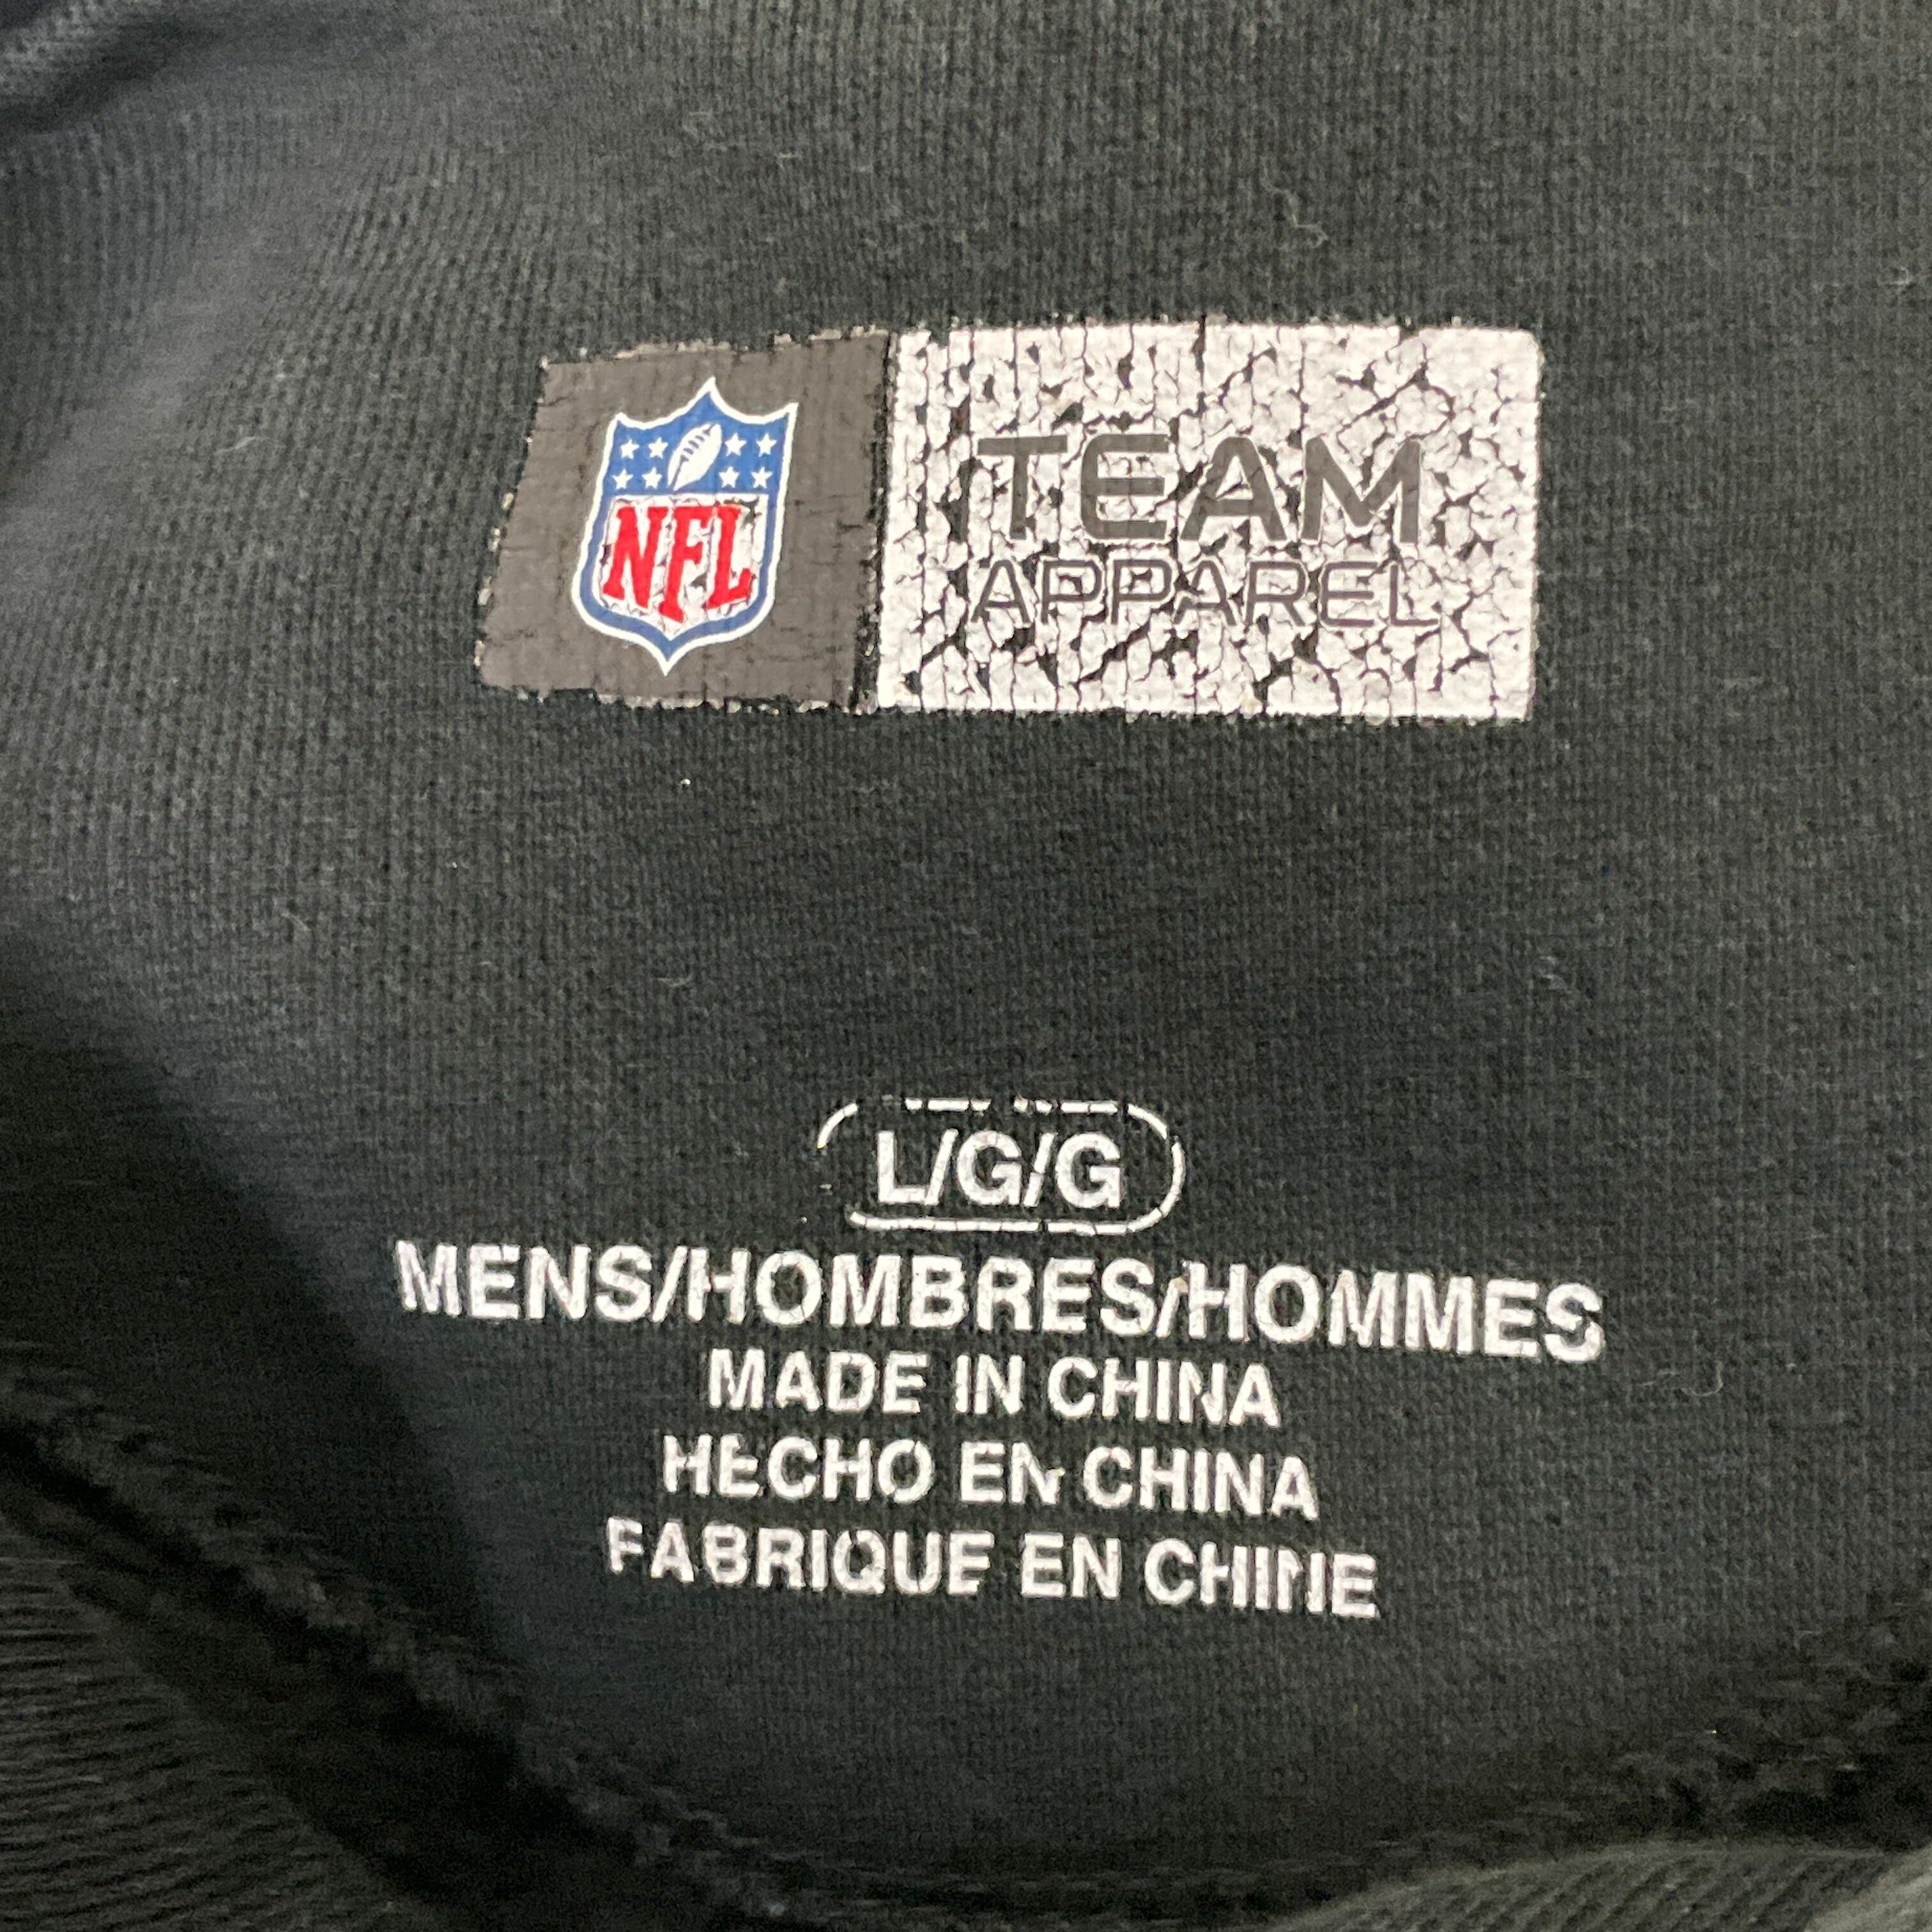 NFL
TEAM
APPAREL
L/G/G
MENS/HOMBRES/HOMMES
MADE IN CHINA
HECHO EN CHINA
FABRIQUE EN CHINE